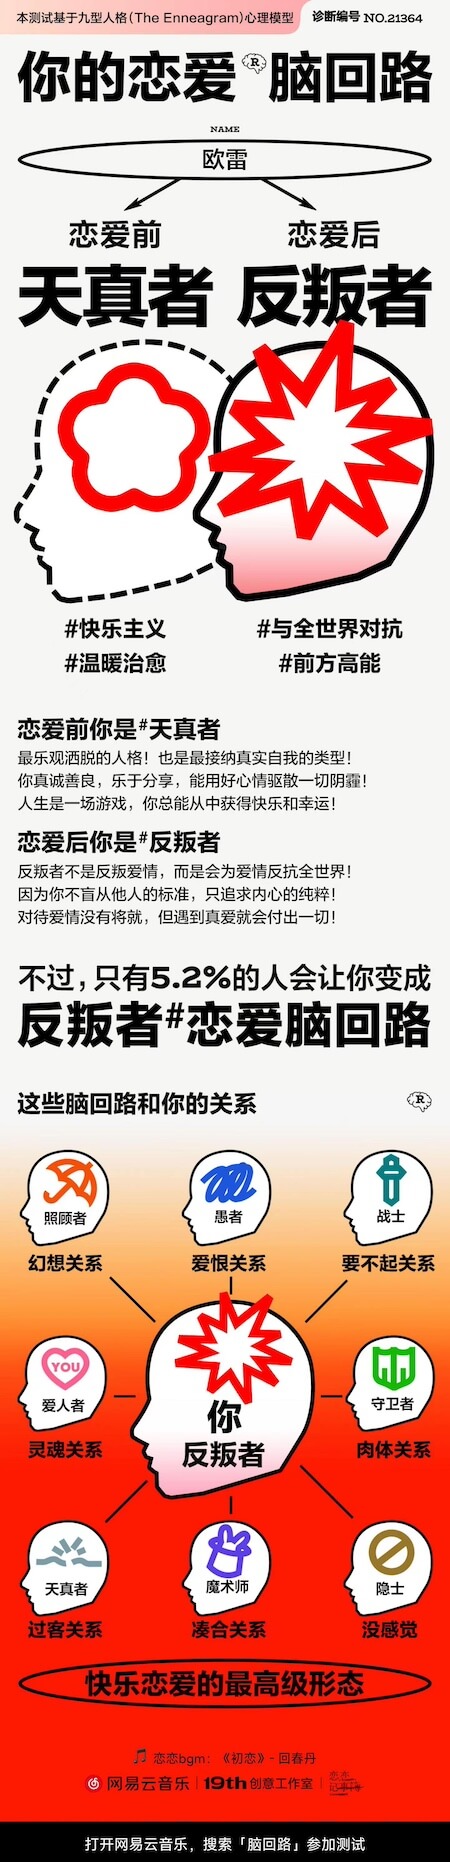 本测试基于九型人格(The Enneagram)心理模型 诊断编号 NO.21364
你的恋爱 R 脑回路
NAME
欧雷
恋爱前 恋爱后
天真者 反叛者
#快乐主义 #与全世界对抗
#温暖治愈 #前方高能
恋爱前你是#天真者
最乐观洒脱的人格！也是最接纳真实自我的类型！
你真诚善良，乐于分享，能用好心情驱散一切阴霾！
人生是一场游戏，你总能从中获得快乐和幸运！
恋爱后你是#反叛者
反叛者不是反叛爱情，而是会为爱情反抗全世界！
因为你不盲从他人的标准，只追求内心的纯粹！
对待爱情没有将就，但遇到真爱就会付出一切！
不过，只有5.2%的人会让你变成
反叛者#恋爱脑回路
这些脑回路和你的关系 R
照顾者 愚者 战士
幻想关系 爱恨关系 要不起关系
YOU
爱人者 守卫者
灵魂关系 肉体关系
你
反叛者
天真者 魔术师 隐士
过客关系 凑合关系 没感觉
快乐恋爱的最高级形态
恋恋bgm：《初恋》- 回春丹
网易云音乐 | 19th创意工作室 | 恋恋
打开网易云音乐，搜索「脑回路」参加测试